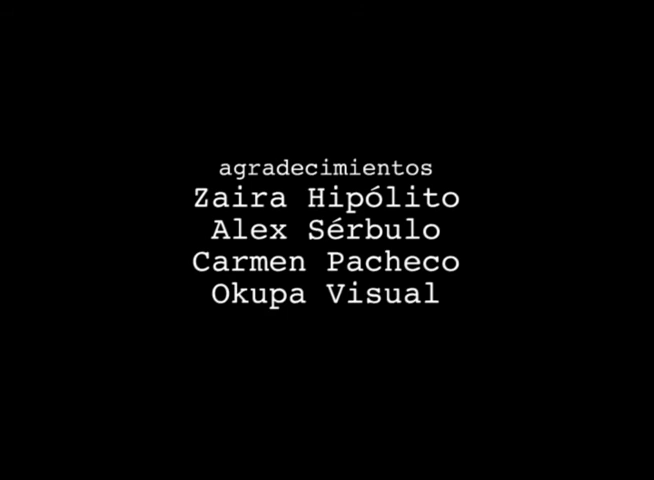 agradecimientos
Zaira Hipólito
Alex Sérbulo
Carmen Pacheco
Okupa Visual